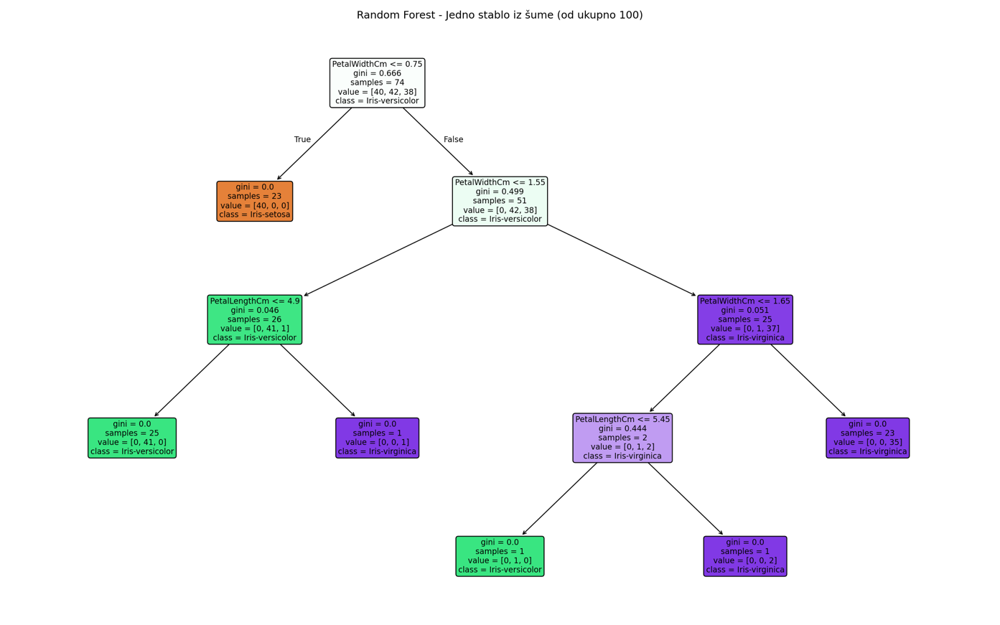 Random Forest - Jedno stablo iz šume (od ukupno 100)
PetalWidthCm <= 0.75
gini = 0.666
samples = 74
value = [40, 42, 38]
class = Iris-versicolor
True
False
gini = 0.0
samples = 23
value = [40, 0, 0]
class = Iris-setosa
PetalWidthCm <= 1.55
gini = 0.499
samples = 51
value = [0, 42, 38]
class = Iris-versicolor
PetalLengthCm <= 4.9
gini = 0.046
samples = 26
value = [0, 41, 1]
class = Iris-versicolor
PetalWidthCm <= 1.65
gini = 0.051
samples = 25
value = [0, 1, 37]
class = Iris-virginica
gini = 0.0
samples = 25
value = [0, 41, 0]
class = Iris-versicolor
gini = 0.0
samples = 1
value = [0, 0, 1]
class = Iris-virginica
PetalLengthCm <= 5.45
gini = 0.444
samples = 2
value = [0, 1, 2]
class = Iris-virginica
gini = 0.0
samples = 23
value = [0, 0, 35]
class = Iris-virginica
gini = 0.0
samples = 1
value = [0, 1, 0]
class = Iris-versicolor
gini = 0.0
samples = 1
value = [0, 0, 2]
class = Iris-virginica